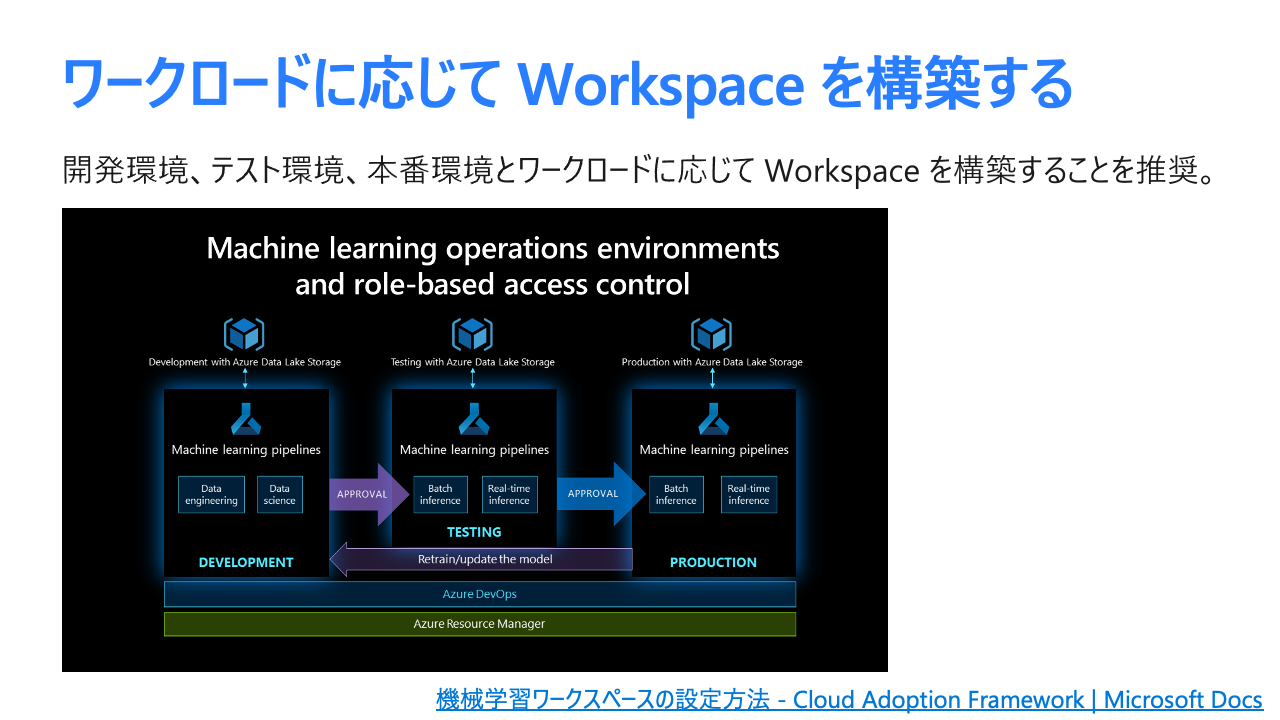 ワークロードに応じて Workspace を構築する
開発環境、テスト環境、本番環境とワークロードに応じて Workspace を構築することを推奨。
Machine learning operations environments
and role-based access control
Development with Azure Data Lake Storage
Testing with Azure Data Lake Storage
Production with Azure Data Lake Storage
Machine learning pipelines
Machine learning pipelines
Machine learning pipelines
Data
engineering
Data
science
APPROVAL
Batch
inference
Real-time
inference
APPROVAL
Batch
inference
Real-time
inference
TESTING
DEVELOPMENT
Retrain/update the model
PRODUCTION
Azure DevOps
Azure Resource Manager
機械学習ワークスペースの設定方法 - Cloud Adoption Framework | Microsoft Docs